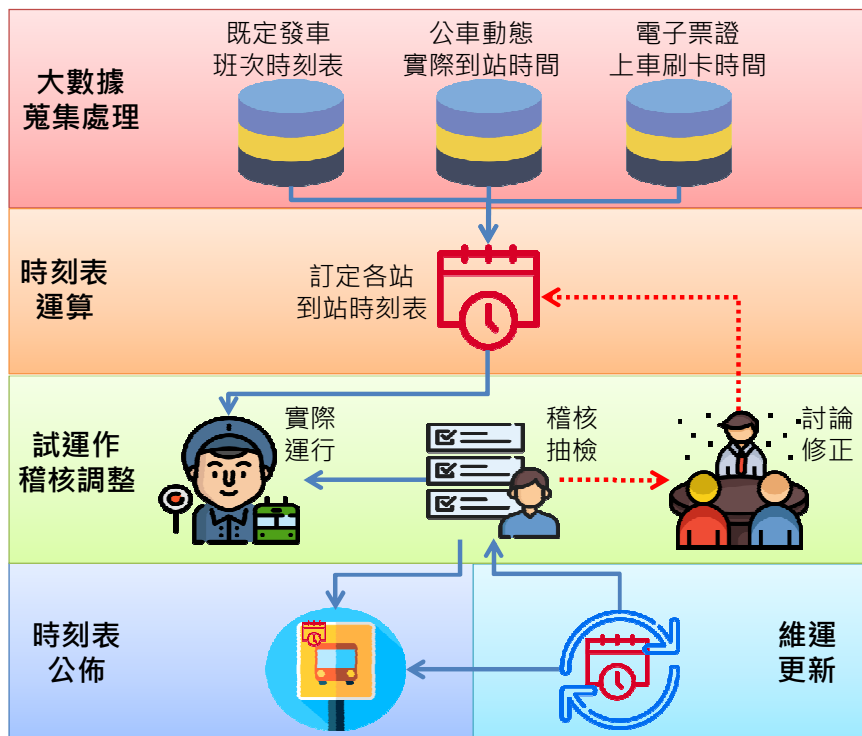 大數據
蒐集處理
既定發車
班次時刻表
公車動態
實際到站時間
電子票證
上車刷卡時間
時刻表
運算
訂定各站
到站時刻表
試運作
稽核調整
實際
運行
稽核
抽檢
討論
修正
時刻表
公佈
維運
更新